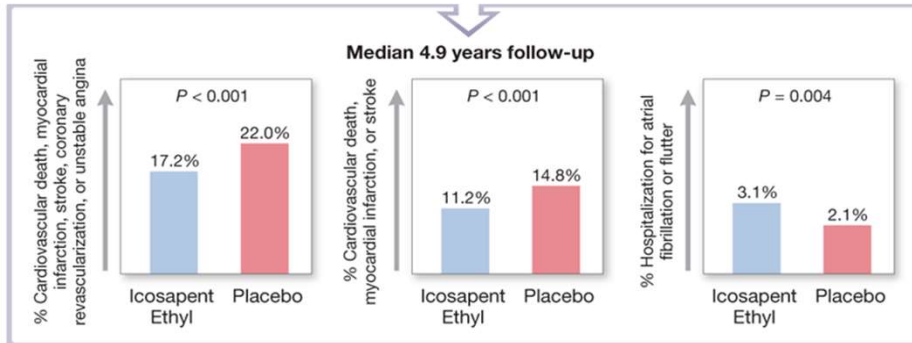 Median 4.9 years follow-up
% Cardiovascular death, myocardial
infarction, stroke, coronary
revascularization, or unstable angina
P < 0.001
17.2%
22.0%
Icosapent
Ethyl
Placebo
% Cardiovascular death,
myocardial infarction, or stroke
P < 0.001
11.2%
14.8%
Icosapent
Ethyl
Placebo
% Hospitalization for atrial
fibrillation or flutter
P = 0.004
3.1%
2.1%
Icosapent
Ethyl
Placebo